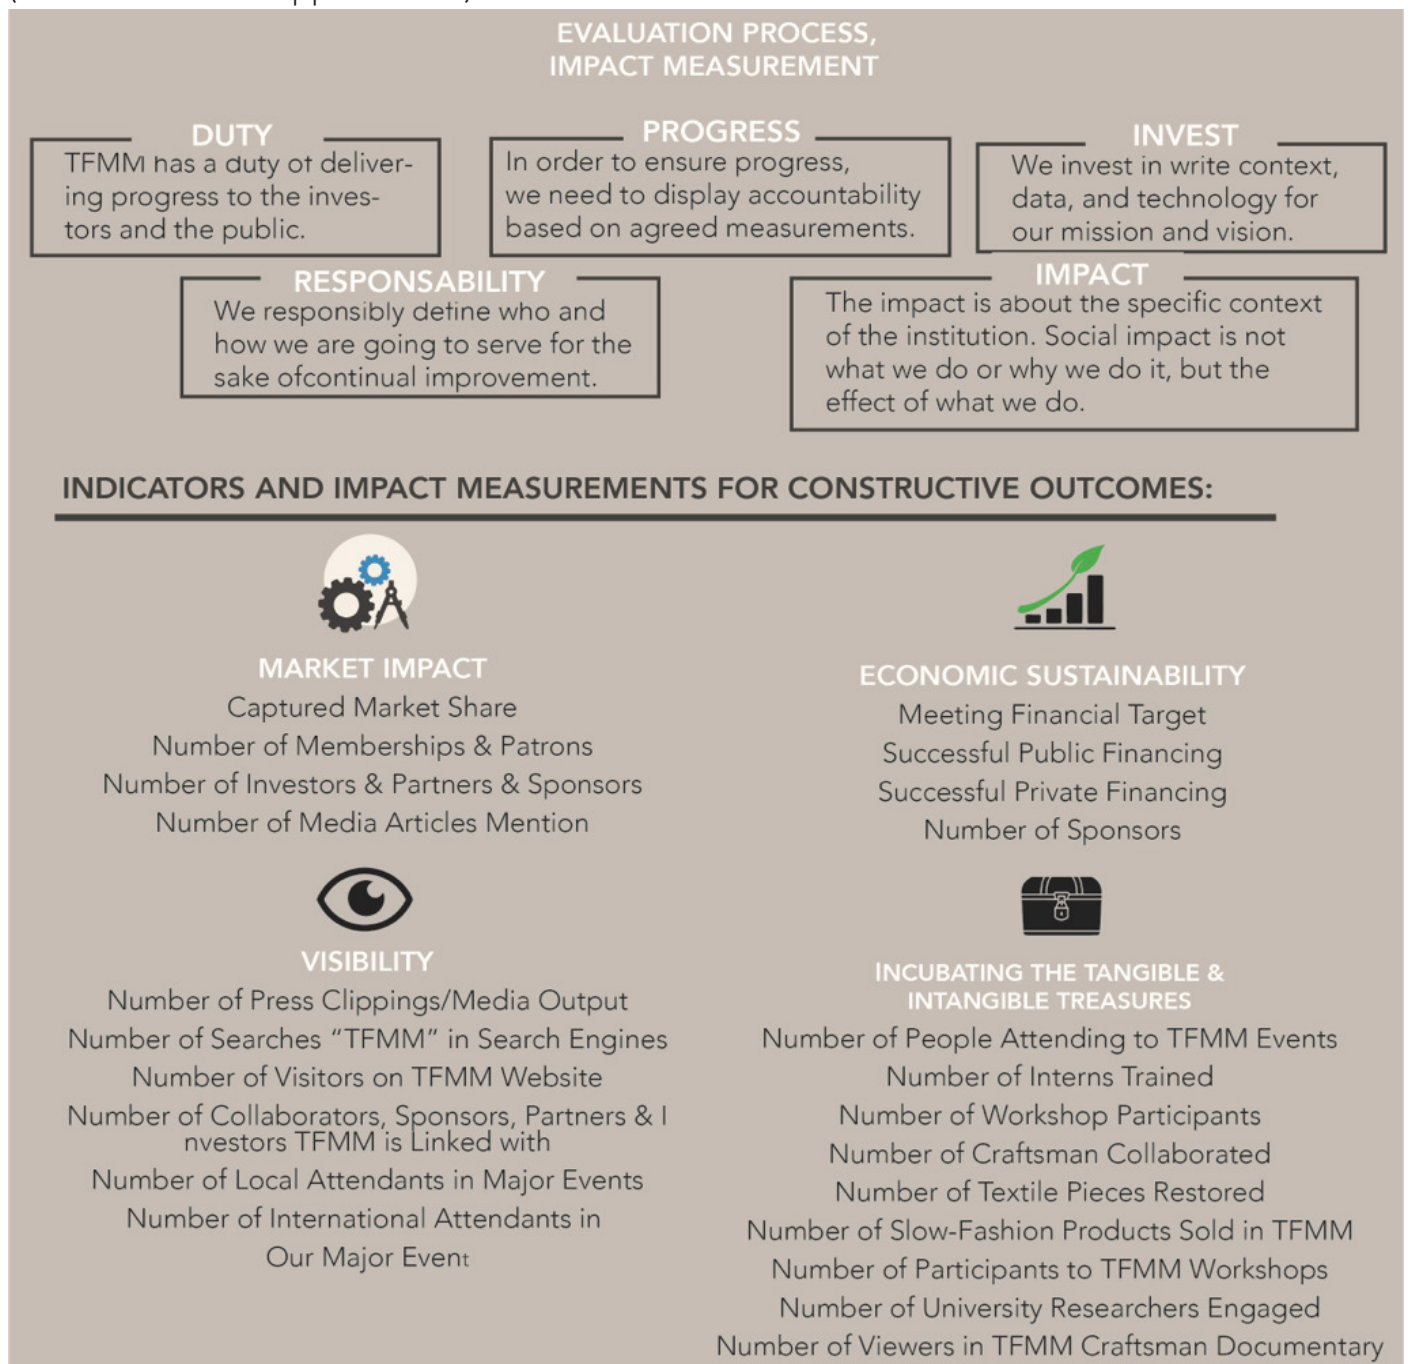 EVALUATION PROCESS,
IMPACT MEASUREMENT
DUTY
TFMM has a duty of deliver-
ing progress to the inves-
tors and the public.
PROGRESS
In order to ensure progress,
we need to display accountability
based on agreed measurements.
INVEST
We invest in write context,
data, and technology for
our mission and vision.
RESPONSABILITY
We responsibly define who and
how we are going to serve for the
sake ofcontinual improvement.
IMPACT
The impact is about the specific context
of the institution. Social impact is not
what we do or why we do it, but the
effect of what we do.
INDICATORS AND IMPACT MEASUREMENTS FOR CONSTRUCTIVE OUTCOMES:
MARKET IMPACT
Captured Market Share
Number of Memberships & Patrons
Number of Investors & Partners & Sponsors
Number of Media Articles Mention
ECONOMIC SUSTAINABILITY
Meeting Financial Target
Successful Public Financing
Successful Private Financing
Number of Sponsors
VISIBILITY
Number of Press Clippings/Media Output
Number of Searches “TFMM” in Search Engines
Number of Visitors on TFMM Website
Number of Collaborators, Sponsors, Partners & I
nvestors TFMM is Linked with
Number of Local Attendants in Major Events
Number of International Attendants in
Our Major Event
INCUBATING THE TANGIBLE &
INTANGIBLE TREASURES
Number of People Attending to TFMM Events
Number of Interns Trained
Number of Workshop Participants
Number of Craftsman Collaborated
Number of Textile Pieces Restored
Number of Slow-Fashion Products Sold in TFMM
Number of Participants to TFMM Workshops
Number of University Researchers Engaged
Number of Viewers in TFMM Craftsman Documentary